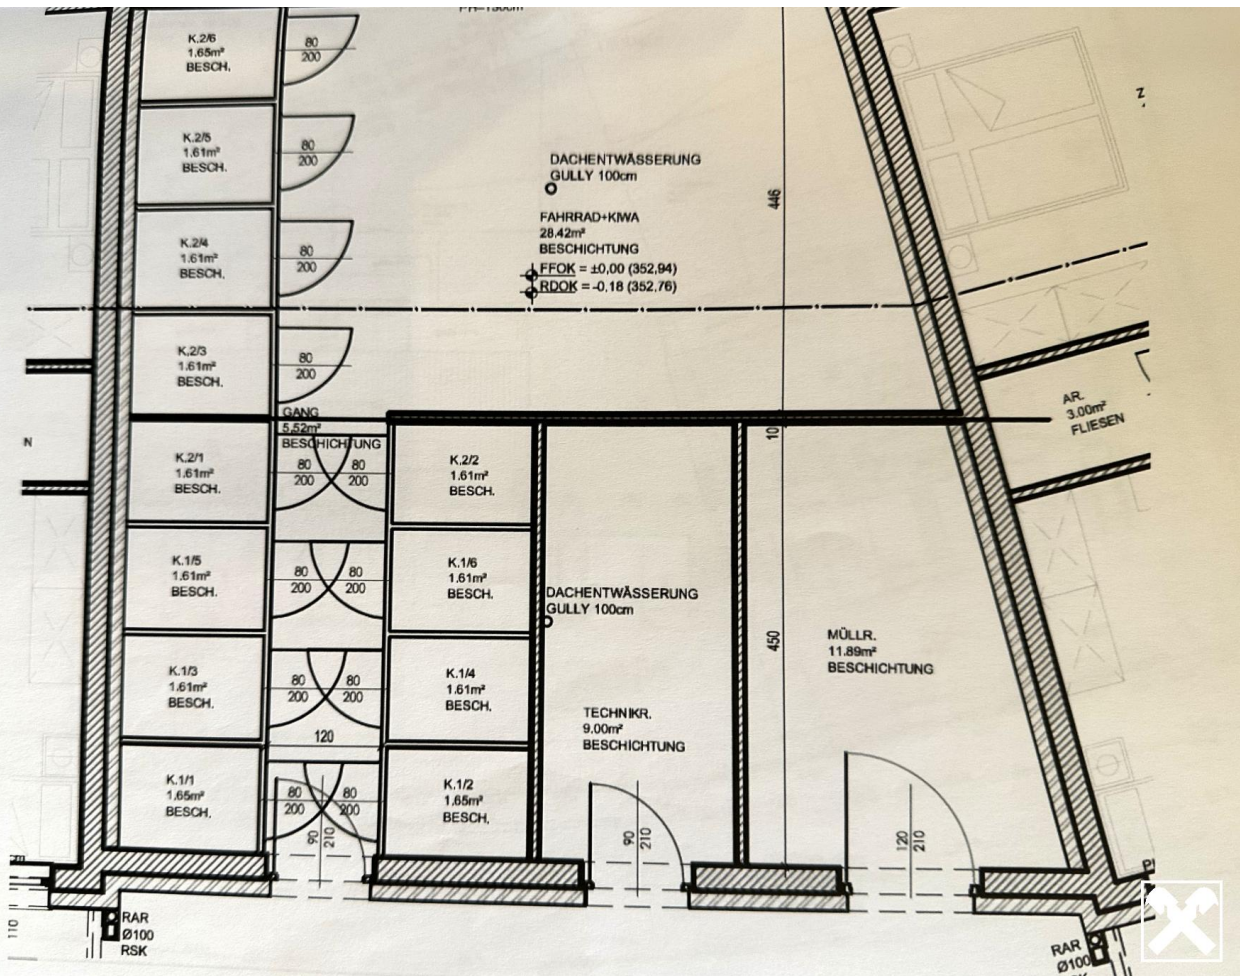 K.2/6
1.65m²
BESCH.
80
200
K.2/5
1.61m²
BESCH.
80
200
DACHENTWÄSSERUNG
GULLY 100cm
446
Z
K.2/4
1.61m²
BESCH.
80
200
FAHRRAD+KIWA
28.42m²
BESCHICHTUNG
FFOK = ±0,00 (352,94)
RDOK = -0,18 (352,76)
K.2/3
1.61m²
BESCH.
80
200
GANG
5.52m²
BESCHICHTUNG
AR.
3.00m²
FLIESEN
N
K.2/1
1.61m²
BESCH.
80
200
80
200
K.2/2
1.61m²
BESCH.
10
K.1/5
1.61m²
BESCH.
80
200
80
200
K.1/6
1.61m²
BESCH.
DACHENTWÄSSERUNG
GULLY 100cm
450
MÜLLR.
11.89m²
BESCHICHTUNG
K.1/3
1.61m²
BESCH.
80
200
80
200
K.1/4
1.61m²
BESCH.
TECHNIKR.
9.00m²
BESCHICHTUNG
120
K.1/1
1.65m²
BESCH.
80
200
80
200
90
210
K.1/2
1.65m²
BESCH.
90
210
120
210
110
RAR
Ø100
RSK
RAR
Ø100